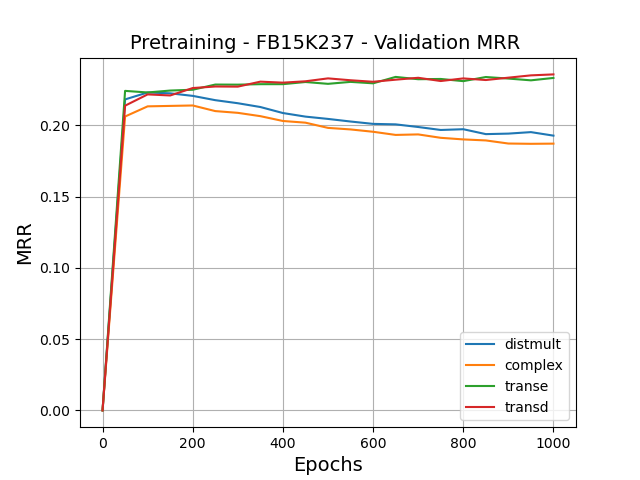 Pretraining - FB15K237 - Validation MRR
MRR
0.20
0.15
0.10
0.05
0.00
0 200 400 600 800 1000
Epochs
distmult
complex
transe
transd